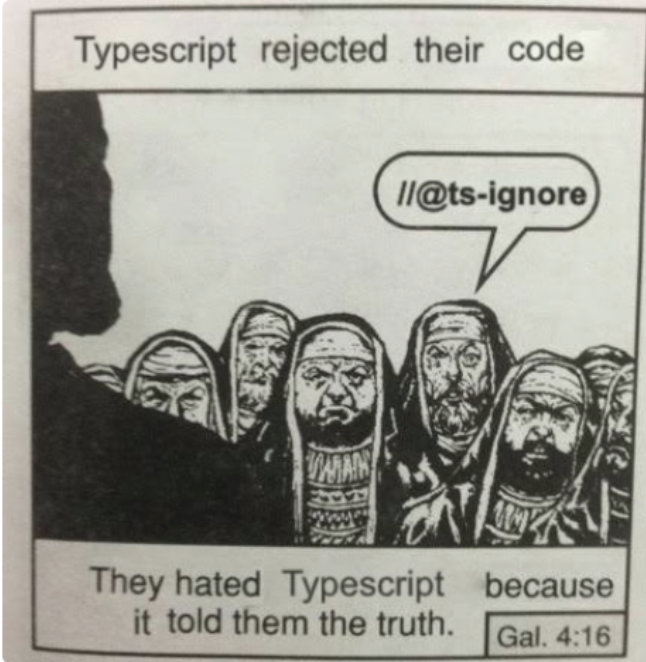 Typescript rejected their code
//@ts-ignore
They hated Typescript because
it told them the truth.
Gal. 4:16